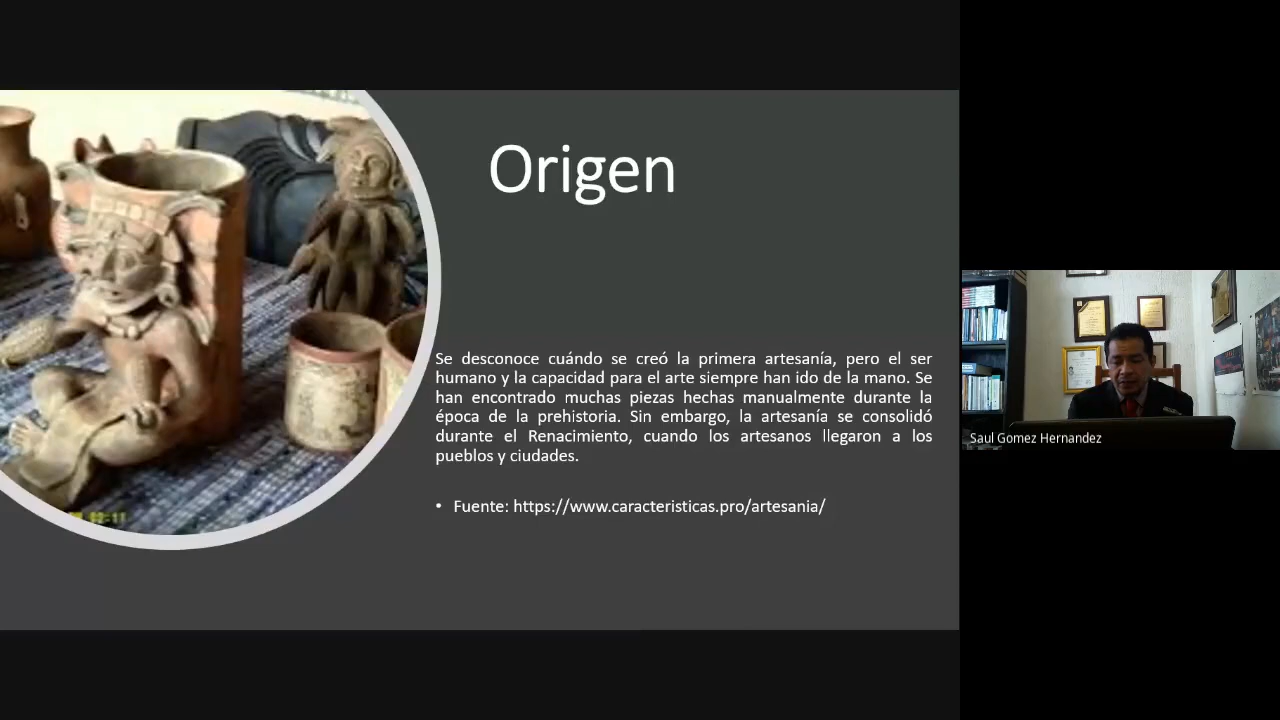 Origen
Se desconoce cuándo se creó la primera artesanía, pero el ser
humano y la capacidad para el arte siempre han ido de la mano. Se
han encontrado muchas piezas hechas manualmente durante la
época de la prehistoria. Sin embargo, la artesanía se consolidó
durante el Renacimiento, cuando los artesanos llegaron a los
pueblos y ciudades.
• Fuente: https://www.caracteristicas.pro/artesania/
Saul Gomez Hernandez